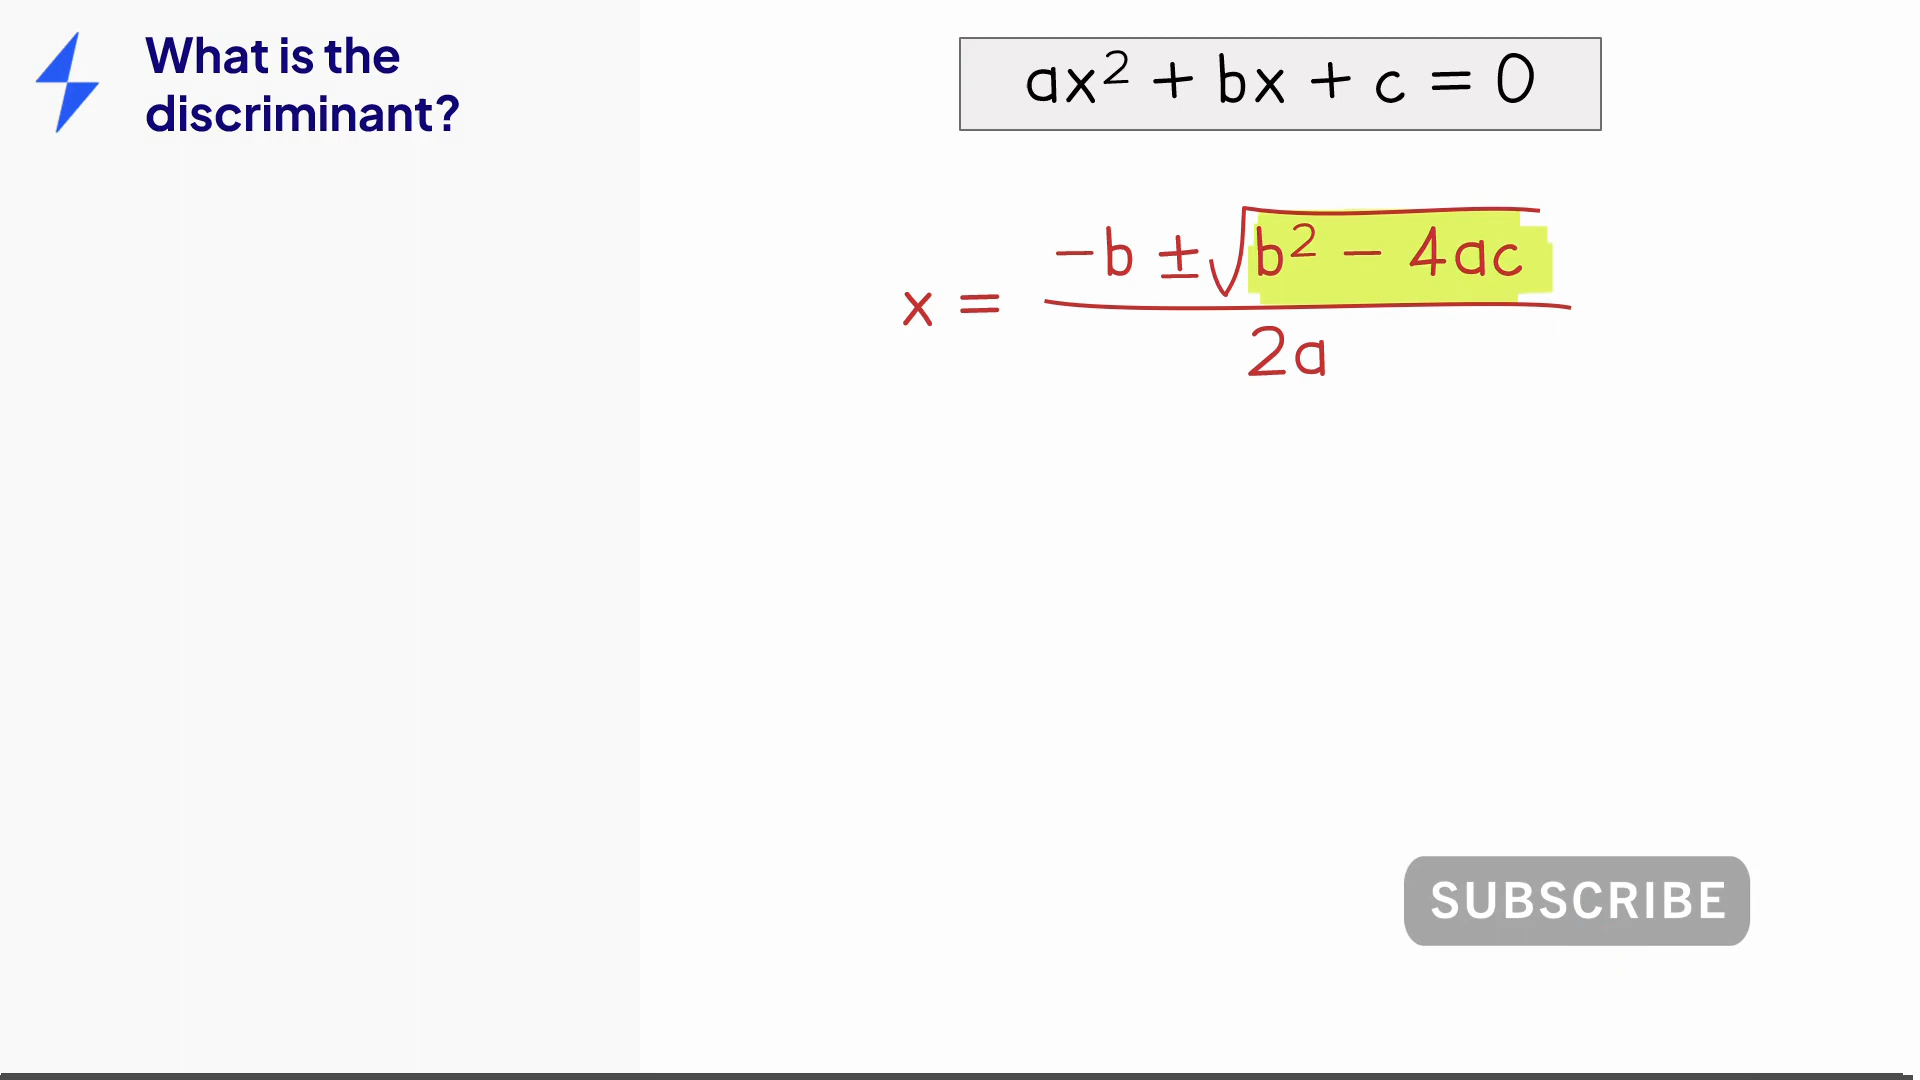 What is the
discriminant?
ax² + bx + c = 0
x = (-b ± √(b² - 4ac)) / 2a
SUBSCRIBE